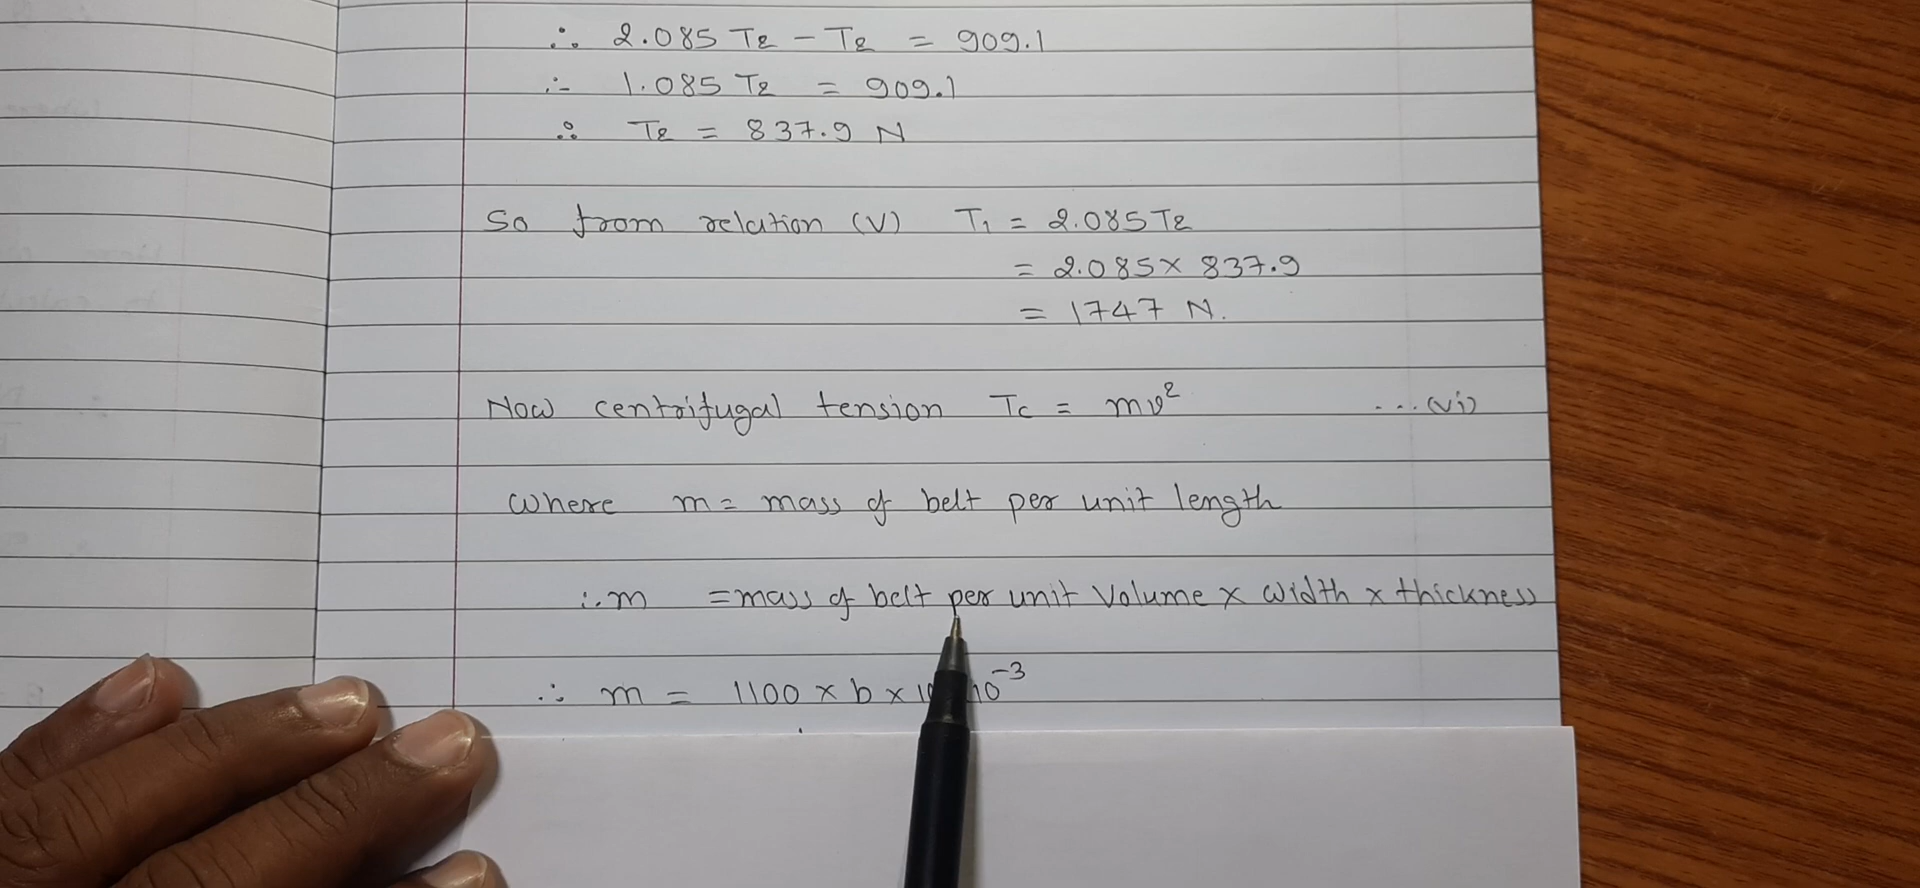 ∴ 2.085 T2 - T2 = 909.1
∴ 1.085 T2 = 909.1
∴ T2 = 837.9 N
So from relation (V) T1 = 2.085 T2
= 2.085 × 837.9
= 1747 N.
Now centrifugal tension Tc = mv² ... (vi)
Where m = mass of belt per unit length
∴ m = mass of belt per unit Volume × width × thickness
∴ m = 1100 × b × 10⁻³